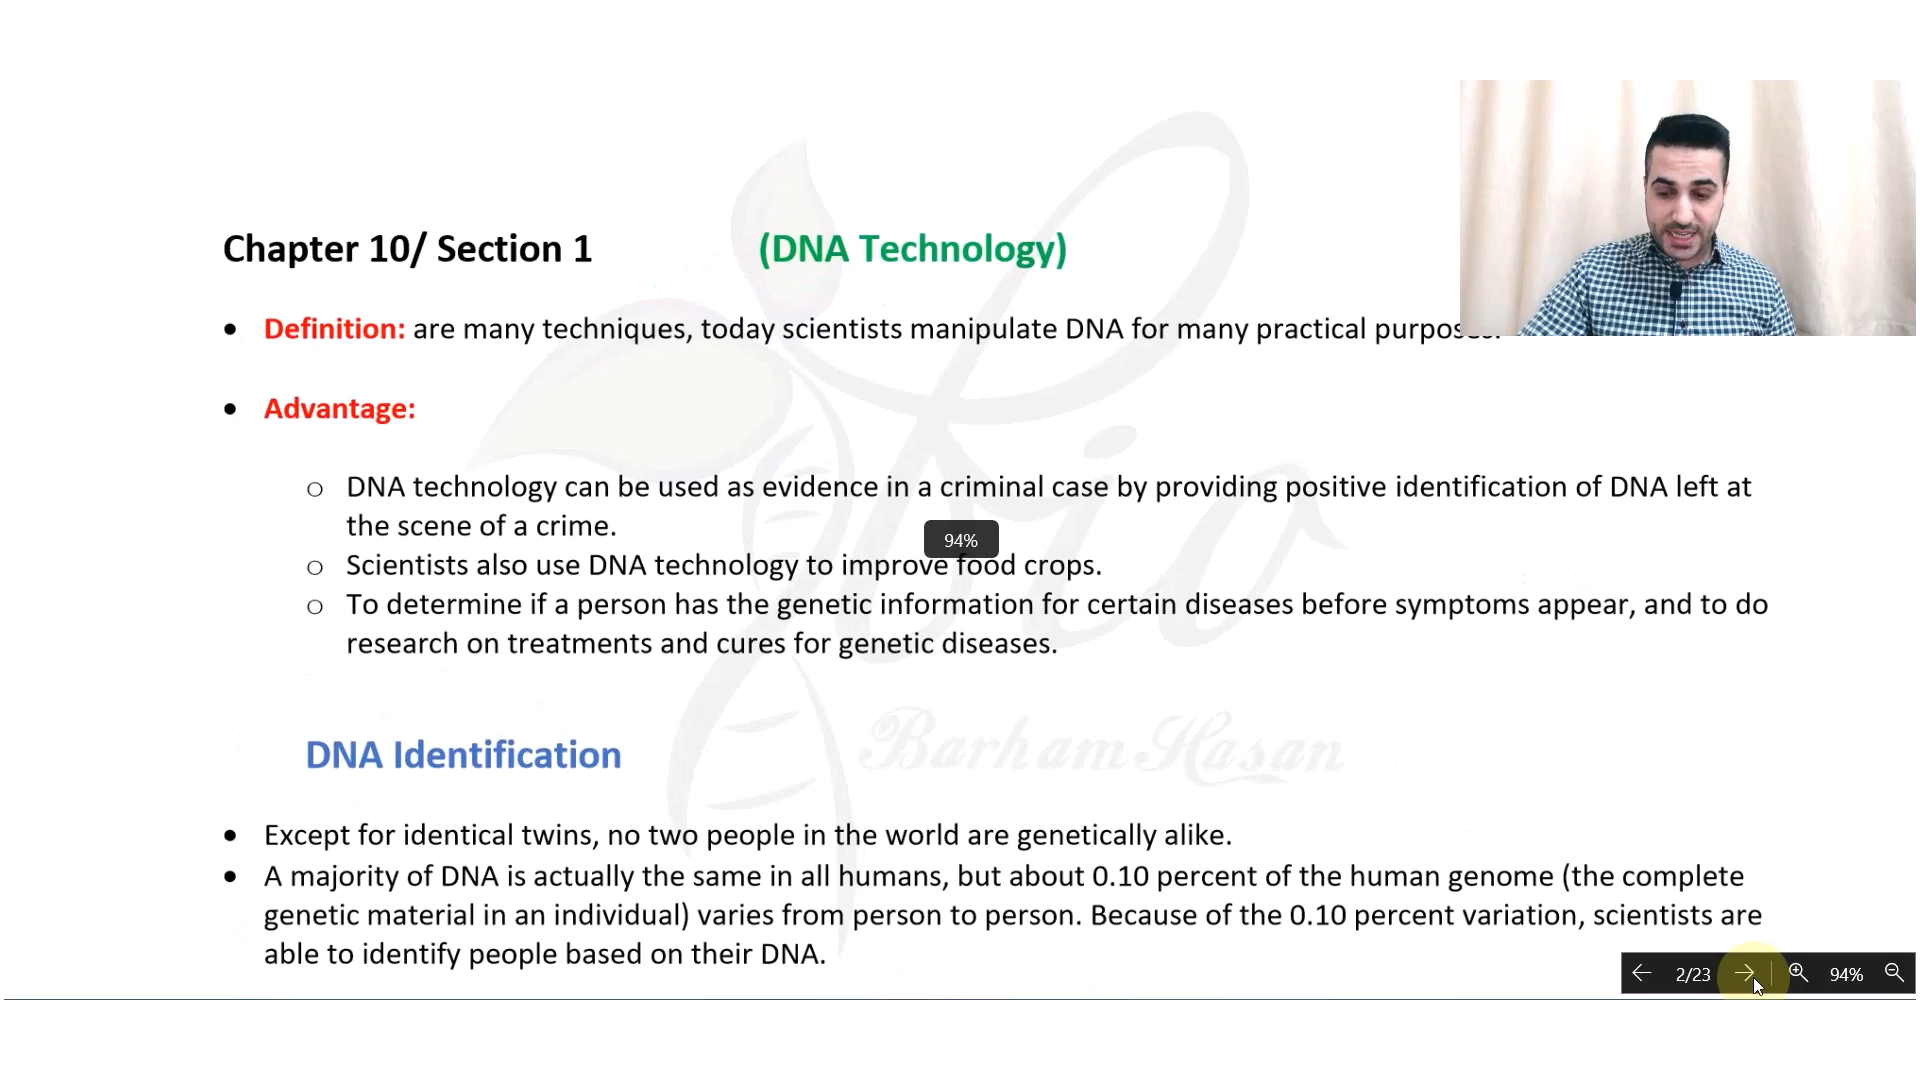 Chapter 10/ Section 1 (DNA Technology)
• Definition: are many techniques, today scientists manipulate DNA for many practical purposes.
• Advantage:
o DNA technology can be used as evidence in a criminal case by providing positive identification of DNA left at
the scene of a crime.
94%
o Scientists also use DNA technology to improve food crops.
o To determine if a person has the genetic information for certain diseases before symptoms appear, and to do
research on treatments and cures for genetic diseases.
Bio
Barham Hasan
DNA Identification
• Except for identical twins, no two people in the world are genetically alike.
• A majority of DNA is actually the same in all humans, but about 0.10 percent of the human genome (the complete
genetic material in an individual) varies from person to person. Because of the 0.10 percent variation, scientists are
able to identify people based on their DNA.
2/23 94%